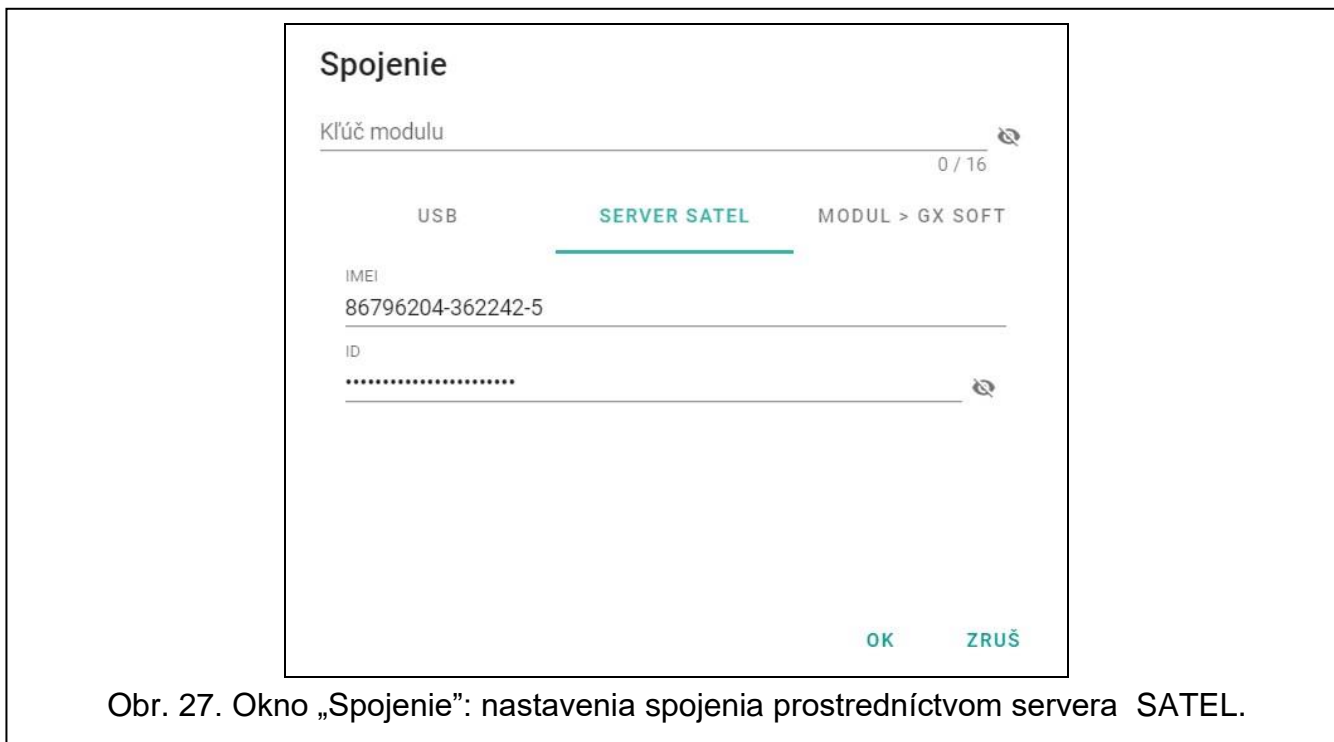 Spojenie
Kľúč modulu
0 / 16
USB SERVER SATEL MODUL > GX SOFT
IMEI
86796204-362242-5
ID
•••••••••••••••••••••••
OK ZRUŠ
Obr. 27. Okno „Spojenie”: nastavenia spojenia prostredníctvom servera SATEL.